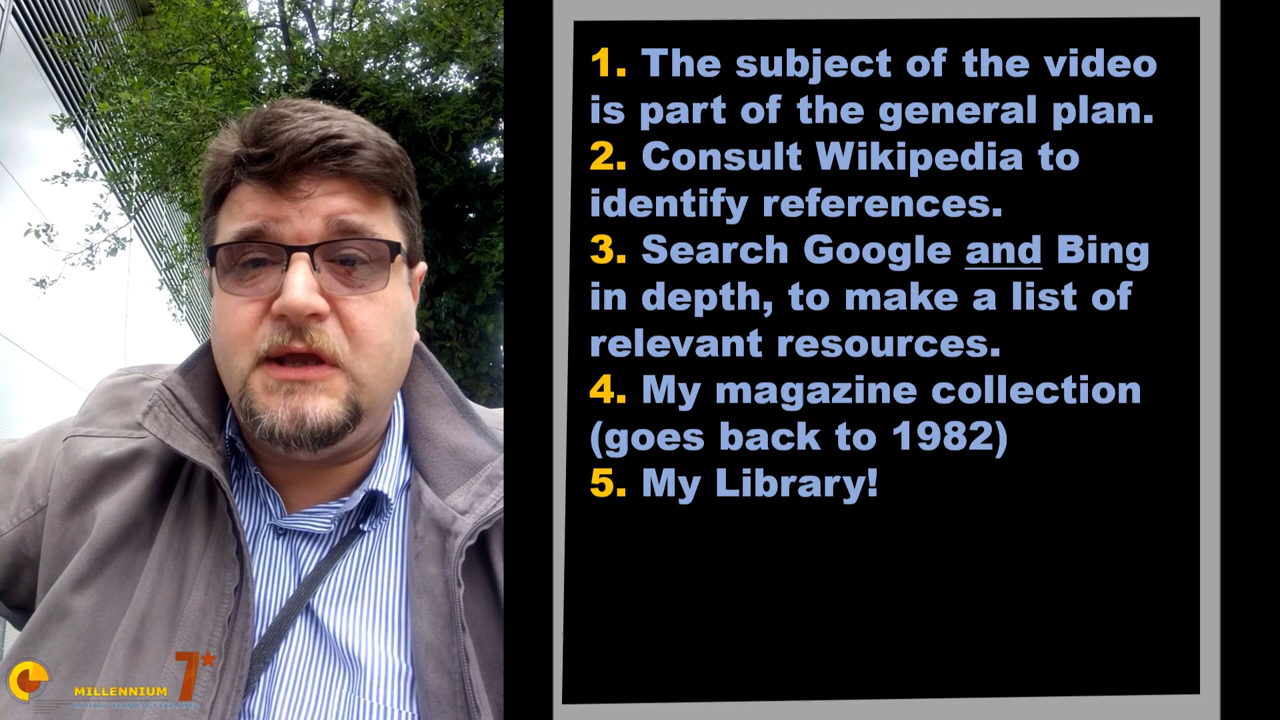 1. The subject of the video
is part of the general plan.
2. Consult Wikipedia to
identify references.
3. Search Google and Bing
in depth, to make a list of
relevant resources.
4. My magazine collection
(goes back to 1982)
5. My Library!
7*
MILLENNIUM